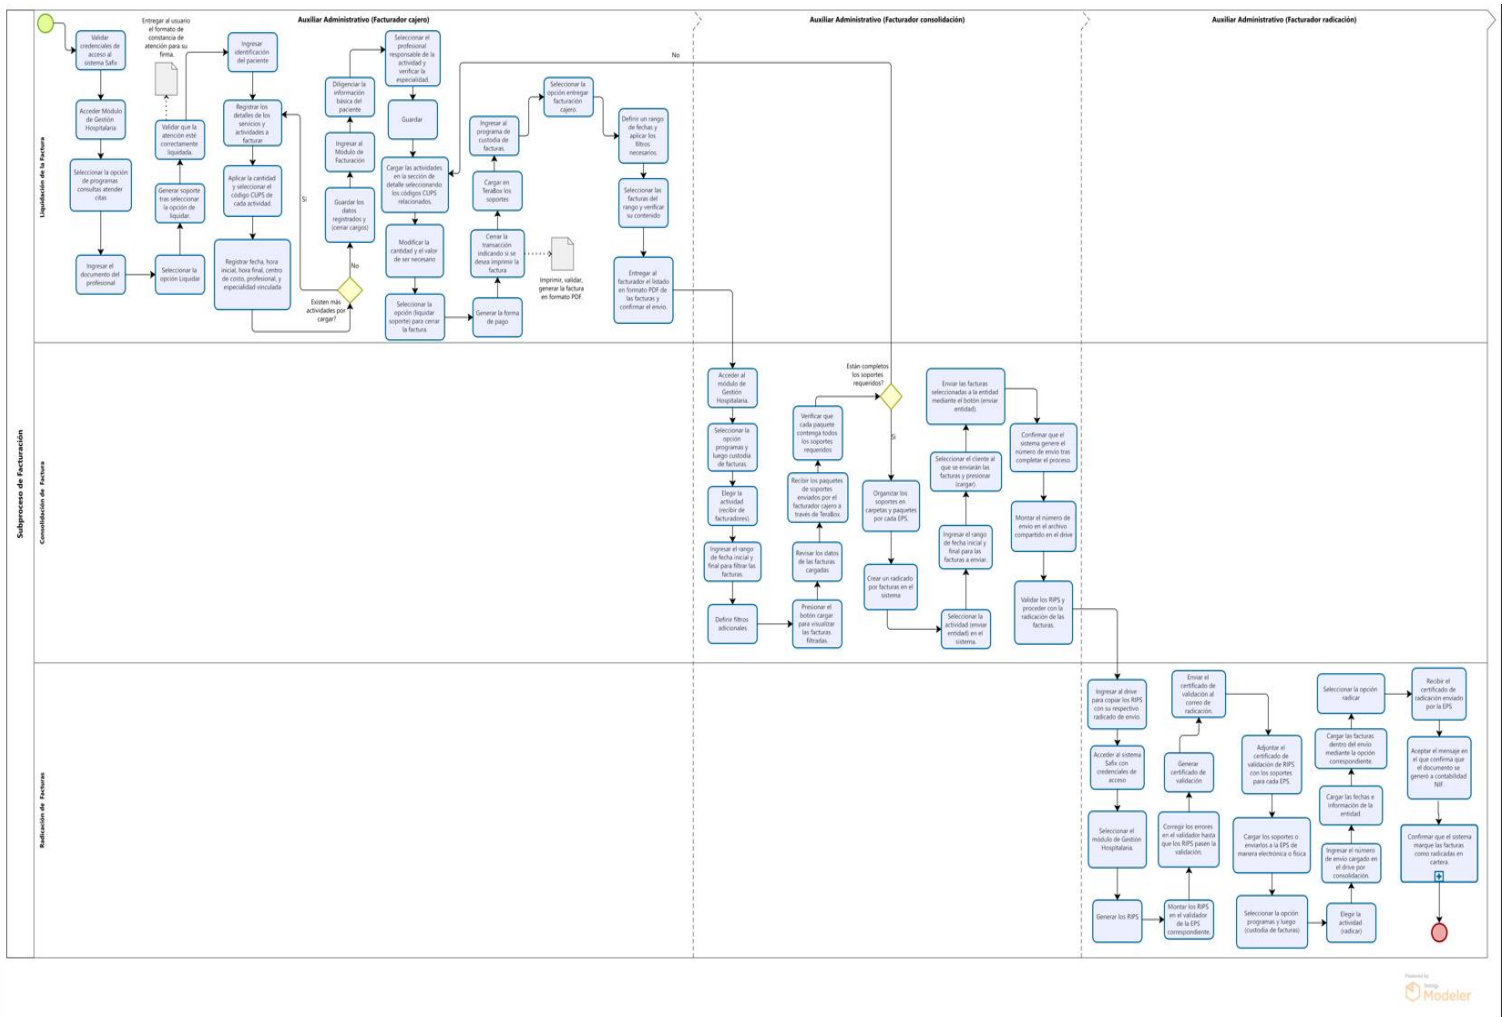 Subproceso de Facturación
Auxiliar Administrativo (Facturador cajero)
Auxiliar Administrativo (Facturador consolidación)
Auxiliar Administrativo (Facturador radicación)
Liquidación de la Factura
Validar
credenciales de
acceso al
sistema Safix
Acceder Módulo
de Gestión
Hospitalaria
Seleccionar la opción
de programas
consultas atender
citas
Ingresar el
documento del
profesional
Seleccionar la
opción Liquidar
Generar soporte
tras seleccionar
la opción de
liquidar.
Validar que la
atención esté
correctamente
liquidada.
Entregar al usuario
el formato de
constancia de
atención para su
firma.
Ingresar
identificación
del paciente
Registrar los
detalles de los
servicios y
actividades a
facturar
Aplicar la cantidad
y seleccionar el
código CUPS de
cada actividad.
Registrar fecha, hora
inicial, hora final, centro
de costo, profesional, y
especialidad vinculada
Existen más
actividades por
cargar?
Si
No
Guardar los
datos
registrados y
(cerrar cargos)
Ingresar al
Módulo de
Facturación
Diligenciar la
información
básica del
paciente
Seleccionar el
profesional
responsable de la
actividad y
verificar la
especialidad.
Guardar
Cargar las actividades
en la sección de
detalle seleccionando
los códigos CUPS
relacionados.
Modificar la
cantidad y el valor
de ser necesario
Seleccionar la
opción (liquidar
soporte) para cerrar
la factura.
Generar la forma
de pago
Cerrar la
transacción
indicando si se
desea imprimir la
factura
Imprimir, validar,
generar la factura
en formato PDF.
Cargar en
TeraBox los
soportes
Ingresar al
programa de
custodia de
facturas.
Seleccionar la
opción entregar
facturación
cajero.
Definir un rango
de fechas y
aplicar los
filtros
necesarios.
Seleccionar las
facturas del
rango y verificar
su contenido
Entregar al
facturador el listado
en formato PDF de
las facturas y
confirmar el envío.
No
Consolidación de Factura
Acceder al
módulo de
Gestión
Hospitalaria.
Seleccionar la
opción
programas y
luego custodia
de facturas.
Elegir la
actividad
(recibir de
facturadores)
Ingresar el rango
de fecha inicial y
final para filtrar las
facturas.
Definir filtros
adicionales
Presionar el
botón cargar
para visualizar
las facturas
filtradas.
Revisar los datos
de las facturas
cargadas
Recibir los paquetes
de soportes
enviados por el
facturador cajero a
través de TeraBox.
Verificar que
cada paquete
contenga todos
los soportes
requeridos
Están completos
los soportes
requeridos?
Si
Organizar los
soportes en
carpetas y paquetes
por cada EPS.
Crear un radicado
por facturas en el
sistema
Seleccionar la
actividad (enviar
entidad) en el
sistema.
Ingresar el rango
de fecha inicial y
final para las
facturas a enviar.
Seleccionar el cliente al
que se enviarán las
facturas y presionar
(cargar).
Enviar las facturas
seleccionadas a la entidad
mediante el botón (enviar
entidad).
Confirmar que el
sistema genere el
número de envío tras
completar el proceso.
Montar el número de
envío en el archivo
compartido en el drive
Validar los RIPS y
proceder con la
radicación de las
facturas.
Radicación de Facturas
Ingresar al drive
para copiar los RIPS
con su respectivo
radicado de envío.
Acceder al sistema
Safix con
credenciales de
acceso
Seleccionar el
módulo de Gestión
Hospitalaria.
Generar los RIPS
Montar los RIPS
en el validador
de la EPS
correspondiente
Corregir los errores
en el validador hasta
que los RIPS pasen la
validación.
Generar
certificado de
validación
Enviar el
certificado de
validación al
correo de
radicación.
Adjuntar el
certificado de
validación de RIPS
con los soportes
para cada EPS.
Cargar los soportes o
enviarlos a la EPS de
manera electrónica o física
Seleccionar la opción
programas y luego
(custodia de facturas)
Elegir la
actividad
(radicar)
Ingresar el número
de envío cargado en
el drive por
consolidación.
Cargar las fechas e
información de la
entidad
Cargar las facturas
dentro del envío
mediante la opción
correspondiente.
Seleccionar la opción
radicar
Recibir el
certificado de
radicación enviado
por la EPS
Aceptar el mensaje en
el que confirma que
el documento se
genero a contabilidad
NIF.
Confirmar que el sistema
marque las facturas
como radicadas en
cartera.
Powered by
bizagi
Modeler